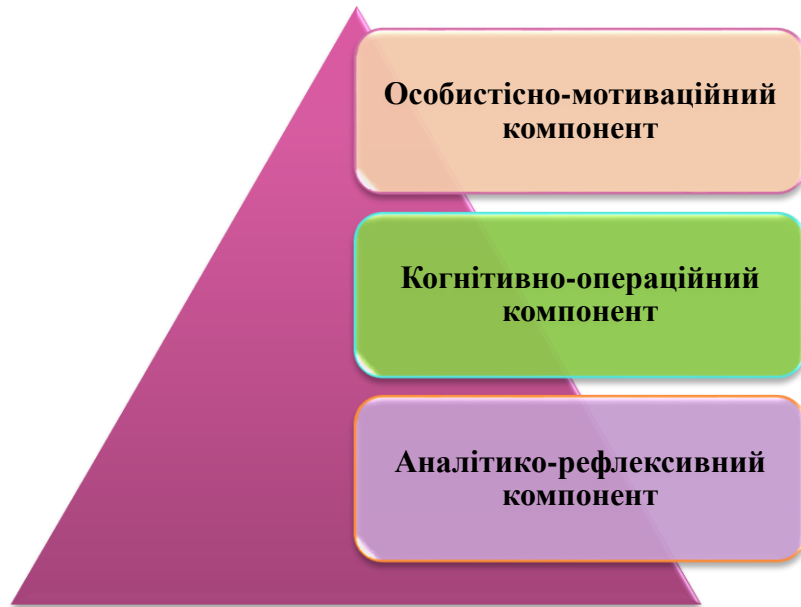 Особистісно-мотиваційний
компонент
Когнітивно-операційний
компонент
Аналітико-рефлексивний
компонент